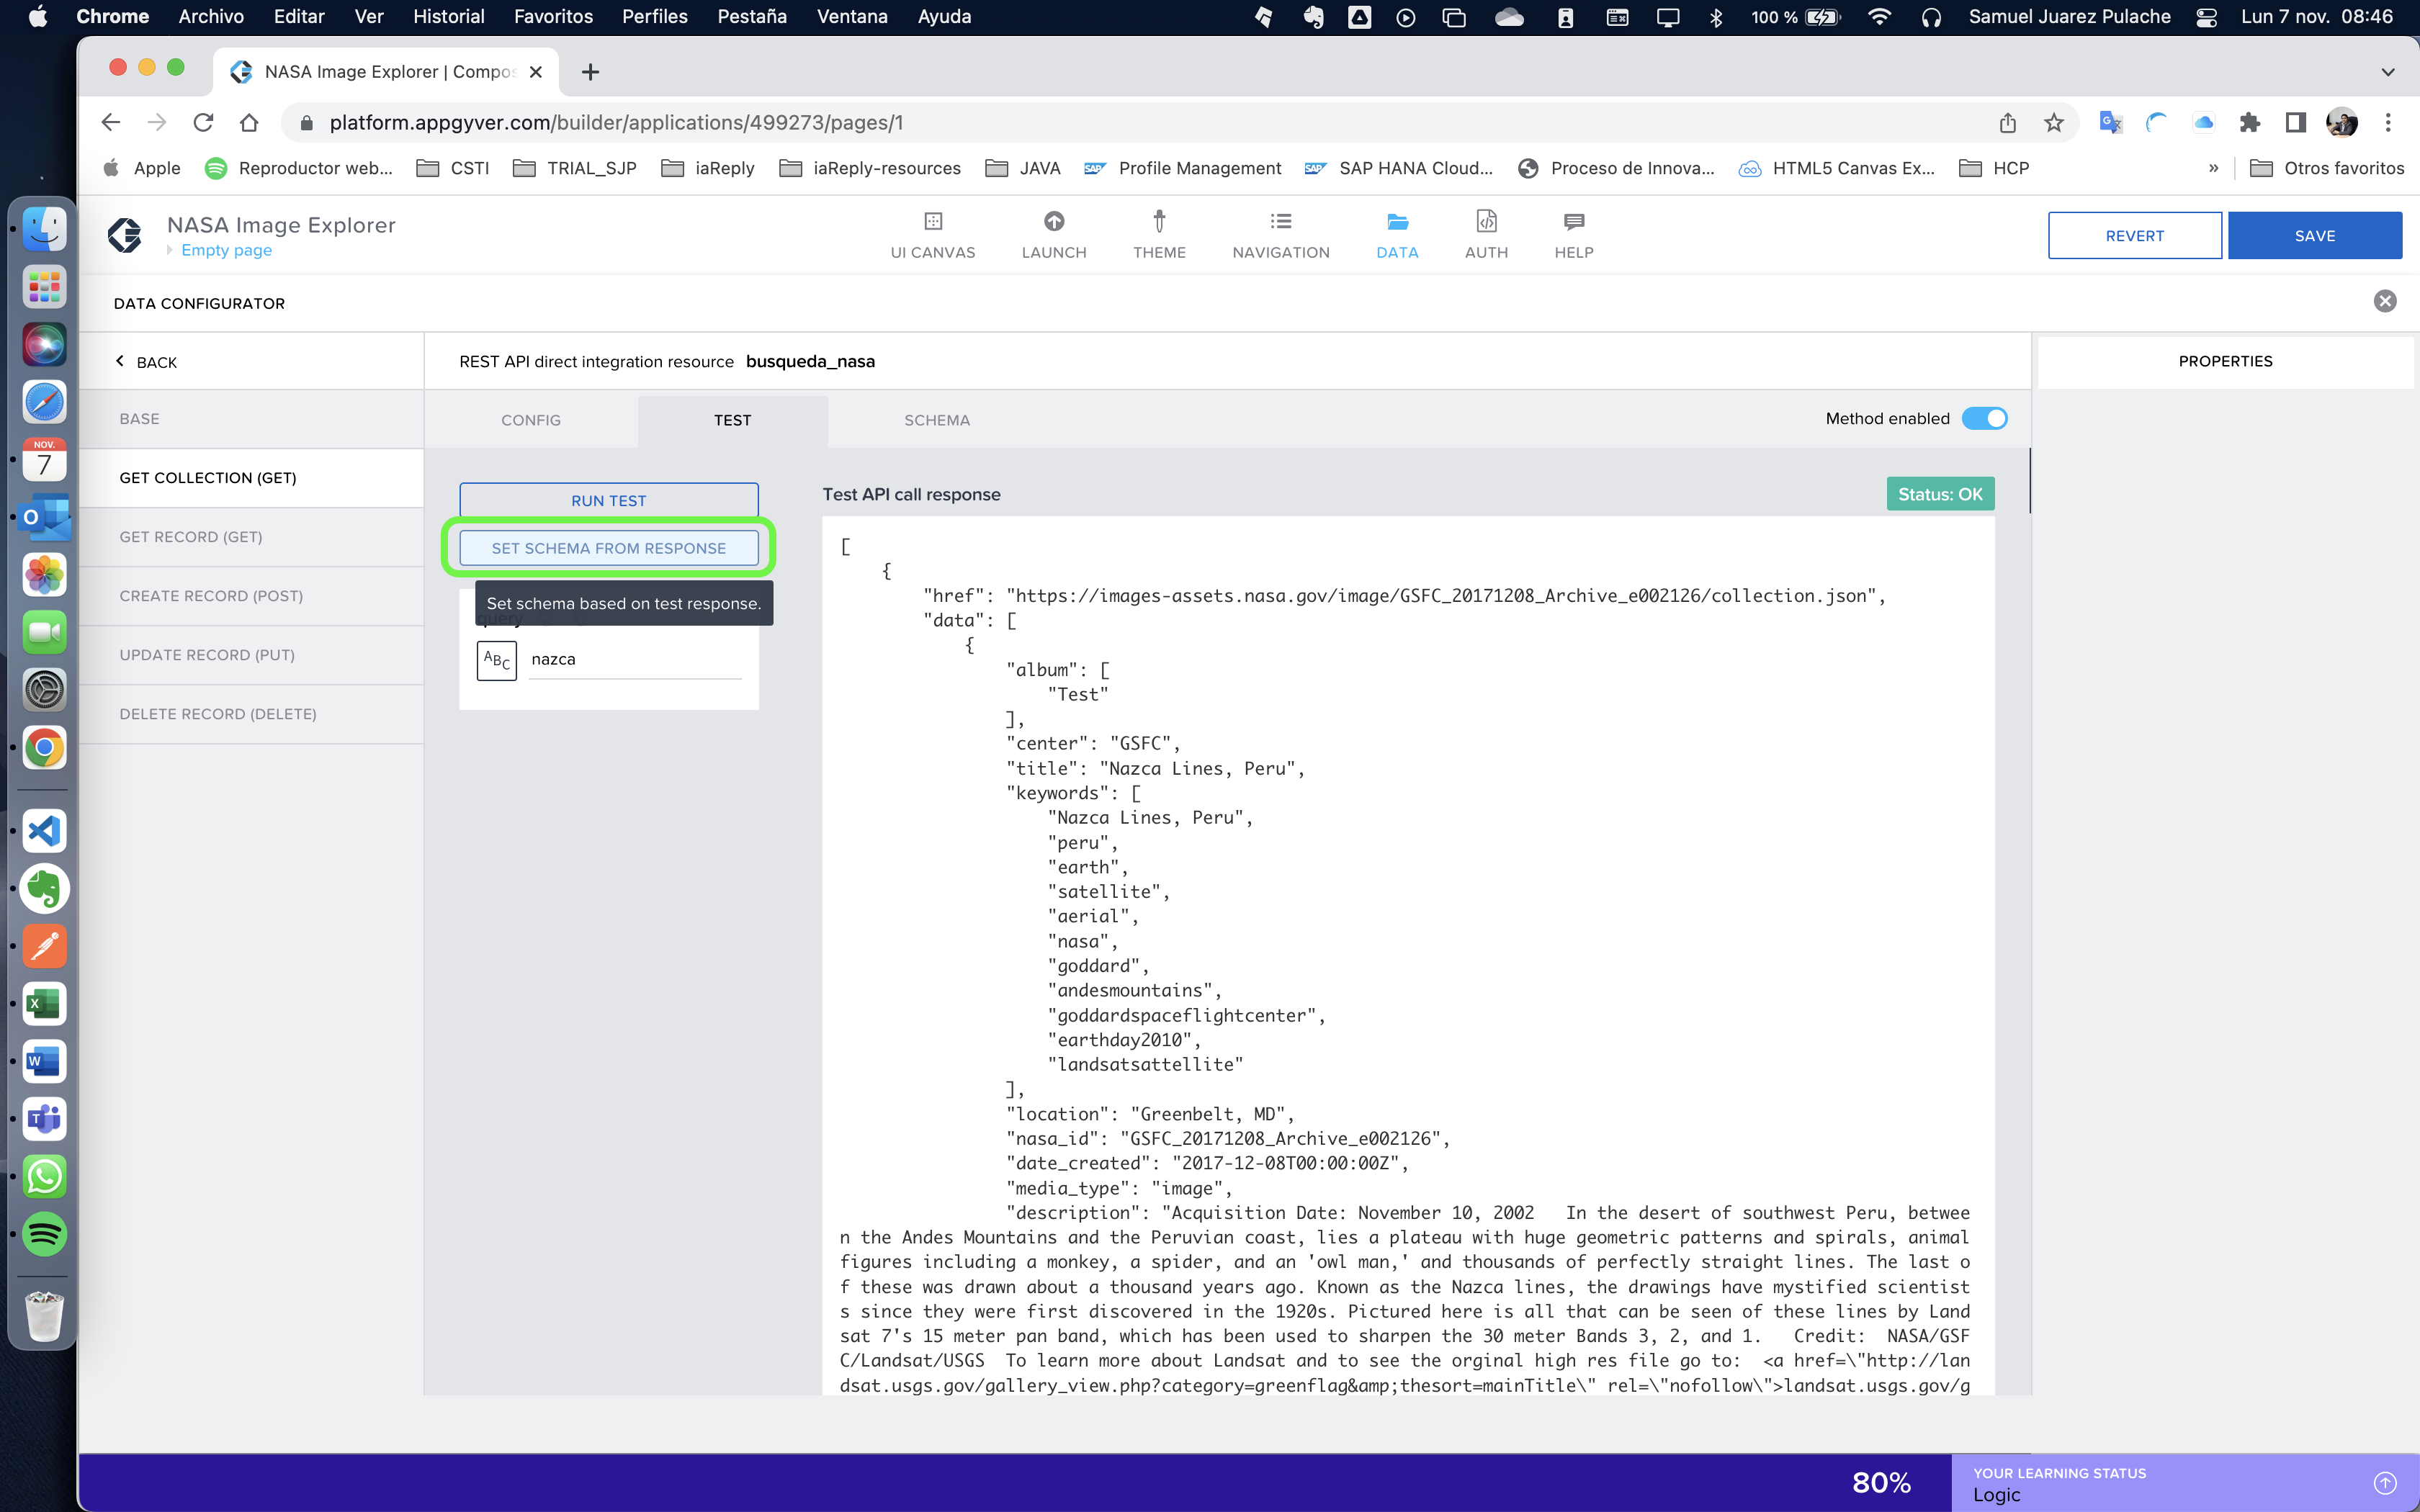 Chrome Archivo Editar Ver Historial Favoritos Perfiles Pestaña Ventana Ayuda 100 % Samuel Juarez Pulache Lun 7 nov. 08:46
NASA Image Explorer | Compos
platform.appgyver.com/builder/applications/499273/pages/1
Apple Reproductor web... CSTI TRIAL_SJP iaReply iaReply-resources JAVA SAP Profile Management SAP SAP HANA Cloud... Proceso de Innova... HTML5 Canvas Ex... HCP » Otros favoritos
NASA Image Explorer
Empty page
UI CANVAS LAUNCH THEME NAVIGATION DATA AUTH HELP
REVERT SAVE
DATA CONFIGURATOR
BACK
REST API direct integration resource busqueda_nasa
PROPERTIES
BASE
GET COLLECTION (GET)
GET RECORD (GET)
CREATE RECORD (POST)
UPDATE RECORD (PUT)
DELETE RECORD (DELETE)
CONFIG TEST SCHEMA
Method enabled
RUN TEST
SET SCHEMA FROM RESPONSE
Set schema based on test response.
query
ABC nazca
Test API call response
Status: OK
[
{
"href": "https://images-assets.nasa.gov/image/GSFC_20171208_Archive_e002126/collection.json",
"data": [
{
"album": [
"Test"
],
"center": "GSFC",
"title": "Nazca Lines, Peru",
"keywords": [
"Nazca Lines, Peru",
"peru",
"earth",
"satellite",
"aerial",
"nasa",
"goddard",
"andesmountains",
"goddardspaceflightcenter",
"earthday2010",
"landsatsattellite"
],
"location": "Greenbelt, MD",
"nasa_id": "GSFC_20171208_Archive_e002126",
"date_created": "2017-12-08T00:00:00Z",
"media_type": "image",
"description": "Acquisition Date: November 10, 2002   In the desert of southwest Peru, betwee
n the Andes Mountains and the Peruvian coast, lies a plateau with huge geometric patterns and spirals, animal
figures including a monkey, a spider, and an 'owl man,' and thousands of perfectly straight lines. The last o
f these was drawn about a thousand years ago. Known as the Nazca lines, the drawings have mystified scientist
s since they were first discovered in the 1920s. Pictured here is all that can be seen of these lines by Land
sat 7's 15 meter pan band, which has been used to sharpen the 30 meter Bands 3, 2, and 1.   Credit:  NASA/GSF
C/Landsat/USGS  To learn more about Landsat and to see the orginal high res file go to:  <a href=\"http://lan
dsat.usgs.gov/gallery_view.php?category=greenflag&amp;thesort=mainTitle\" rel=\"nofollow\">landsat.usgs.gov/g
NOV.
7
80%
YOUR LEARNING STATUS
Logic